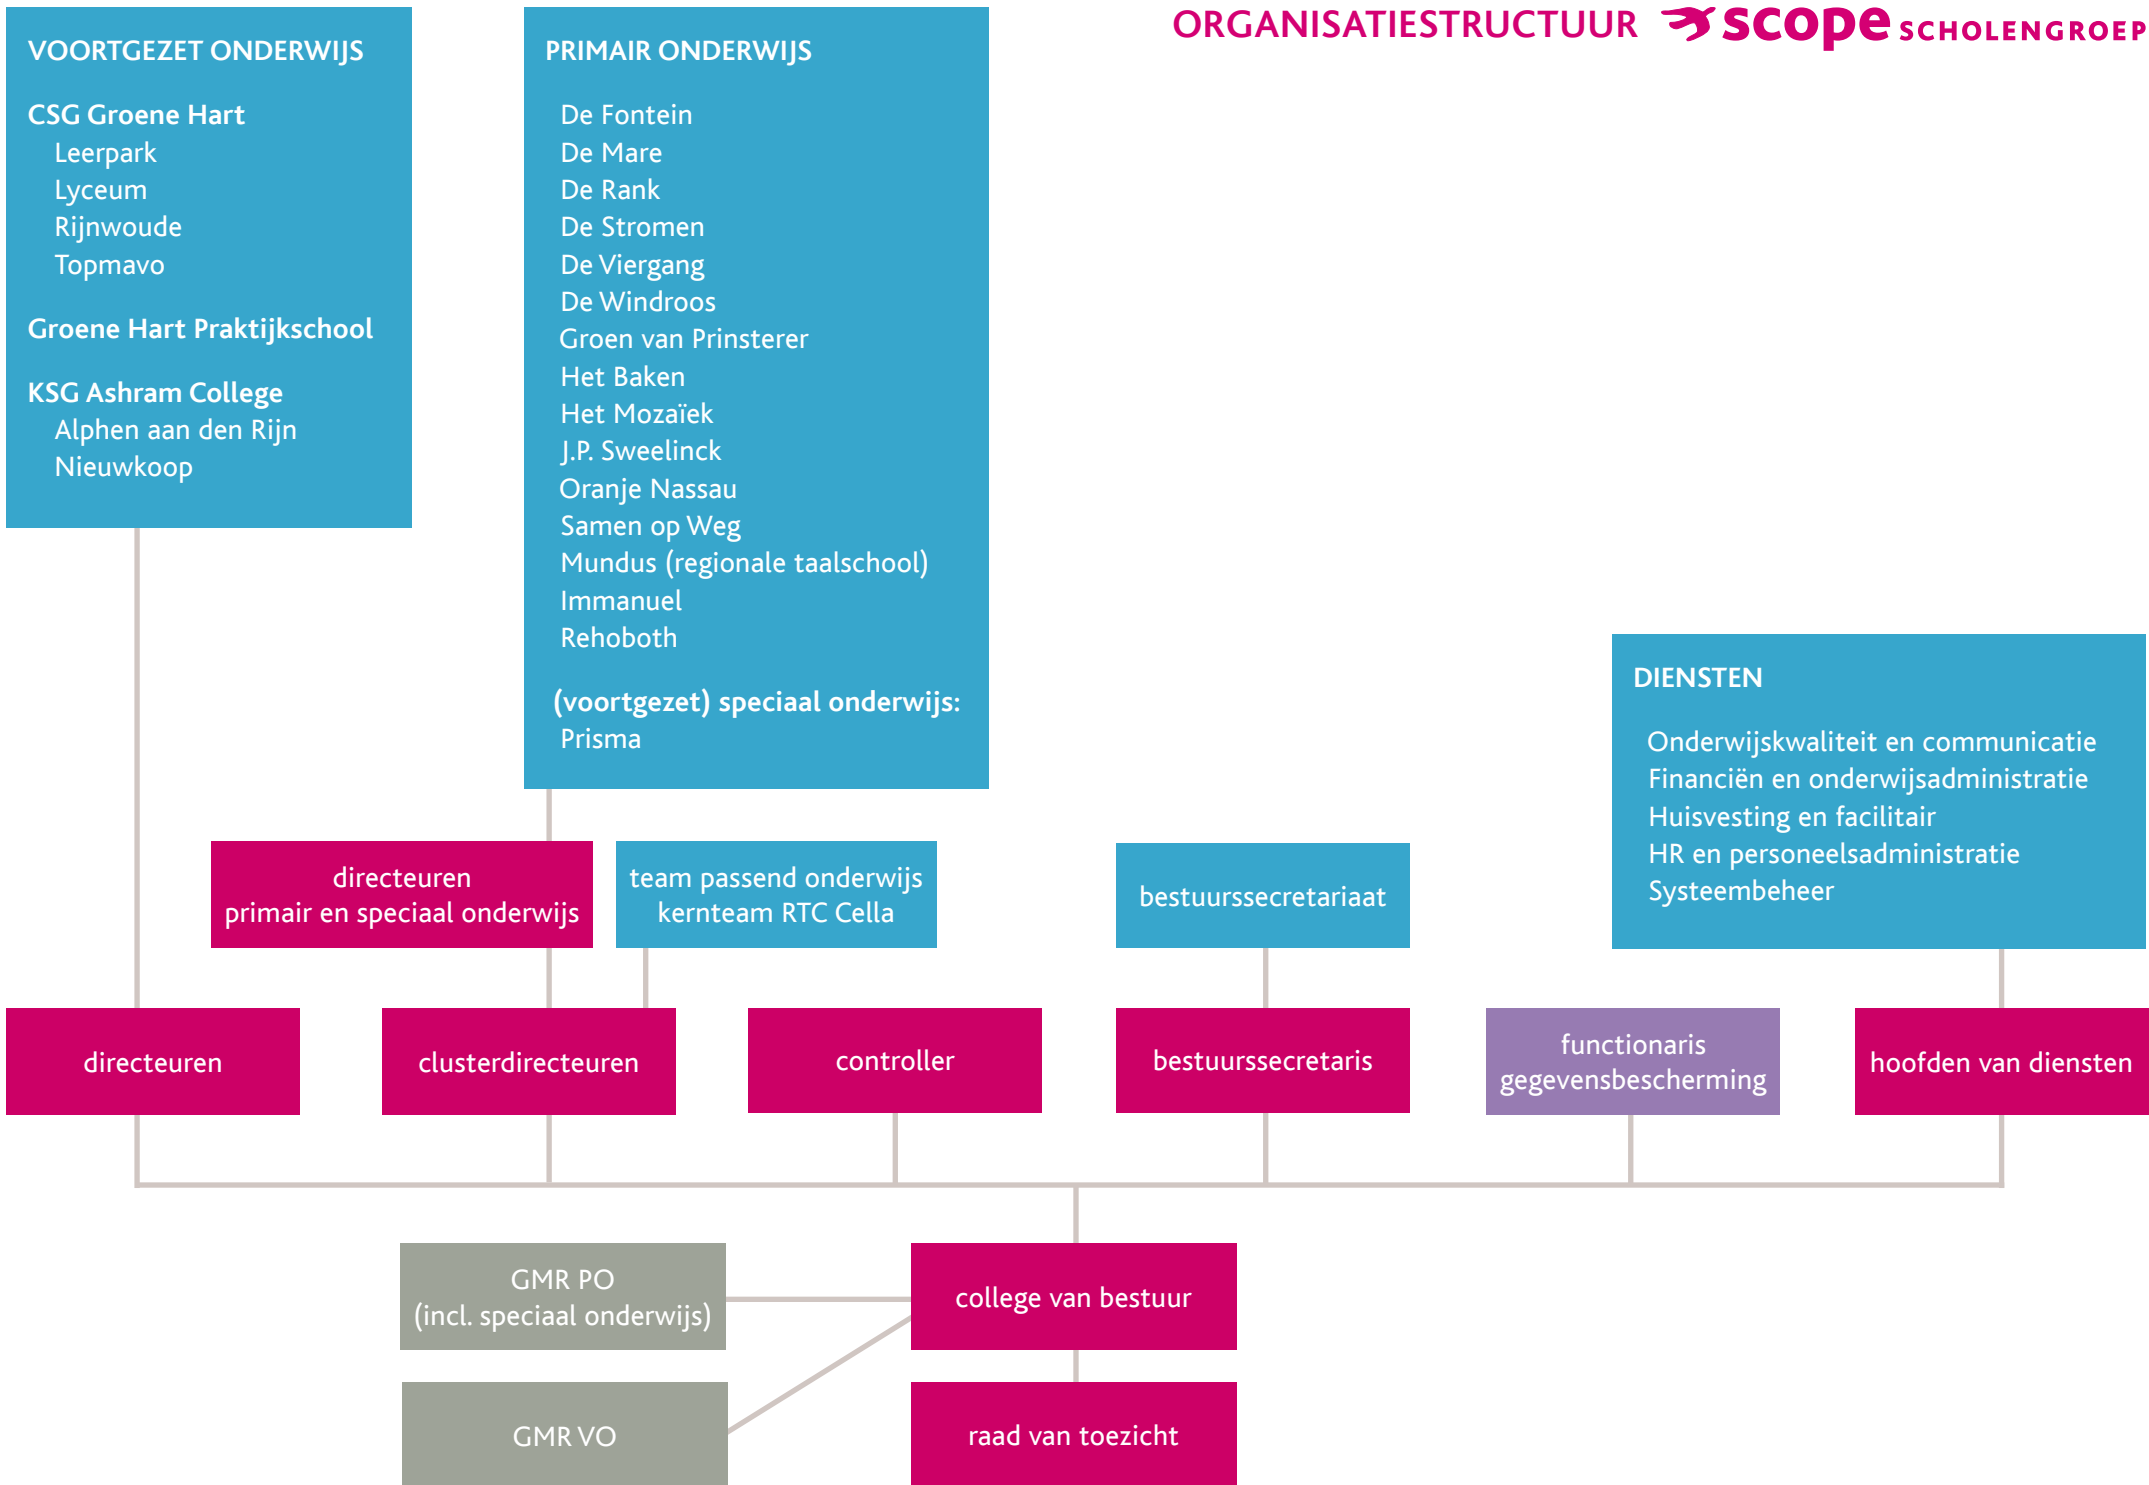 ORGANISATIESTRUCTUUR scope SCHOLENGROEP
VOORTGEZET ONDERWIJS
CSG Groene Hart
Leerpark
Lyceum
Rijnwoude
Topmavo
Groene Hart Praktijkschool
KSG Ashram College
Alphen aan den Rijn
Nieuwkoop
PRIMAIR ONDERWIJS
De Fontein
De Mare
De Rank
De Stromen
De Viergang
De Windroos
Groen van Prinsterer
Het Baken
Het Mozaïek
J.P. Sweelinck
Oranje Nassau
Samen op Weg
Mundus (regionale taalschool)
Immanuel
Rehoboth
(voortgezet) speciaal onderwijs:
Prisma
DIENSTEN
Onderwijskwaliteit en communicatie
Financiën en onderwijsadministratie
Huisvesting en facilitair
HR en personeelsadministratie
Systeembeheer
directeuren
primair en speciaal onderwijs
team passend onderwijs
kernteam RTC Cella
bestuurssecretariaat
directeuren
clusterdirecteuren
controller
bestuurssecretaris
functionaris
gegevensbescherming
hoofden van diensten
GMR PO
(incl. speciaal onderwijs)
college van bestuur
GMR VO
raad van toezicht